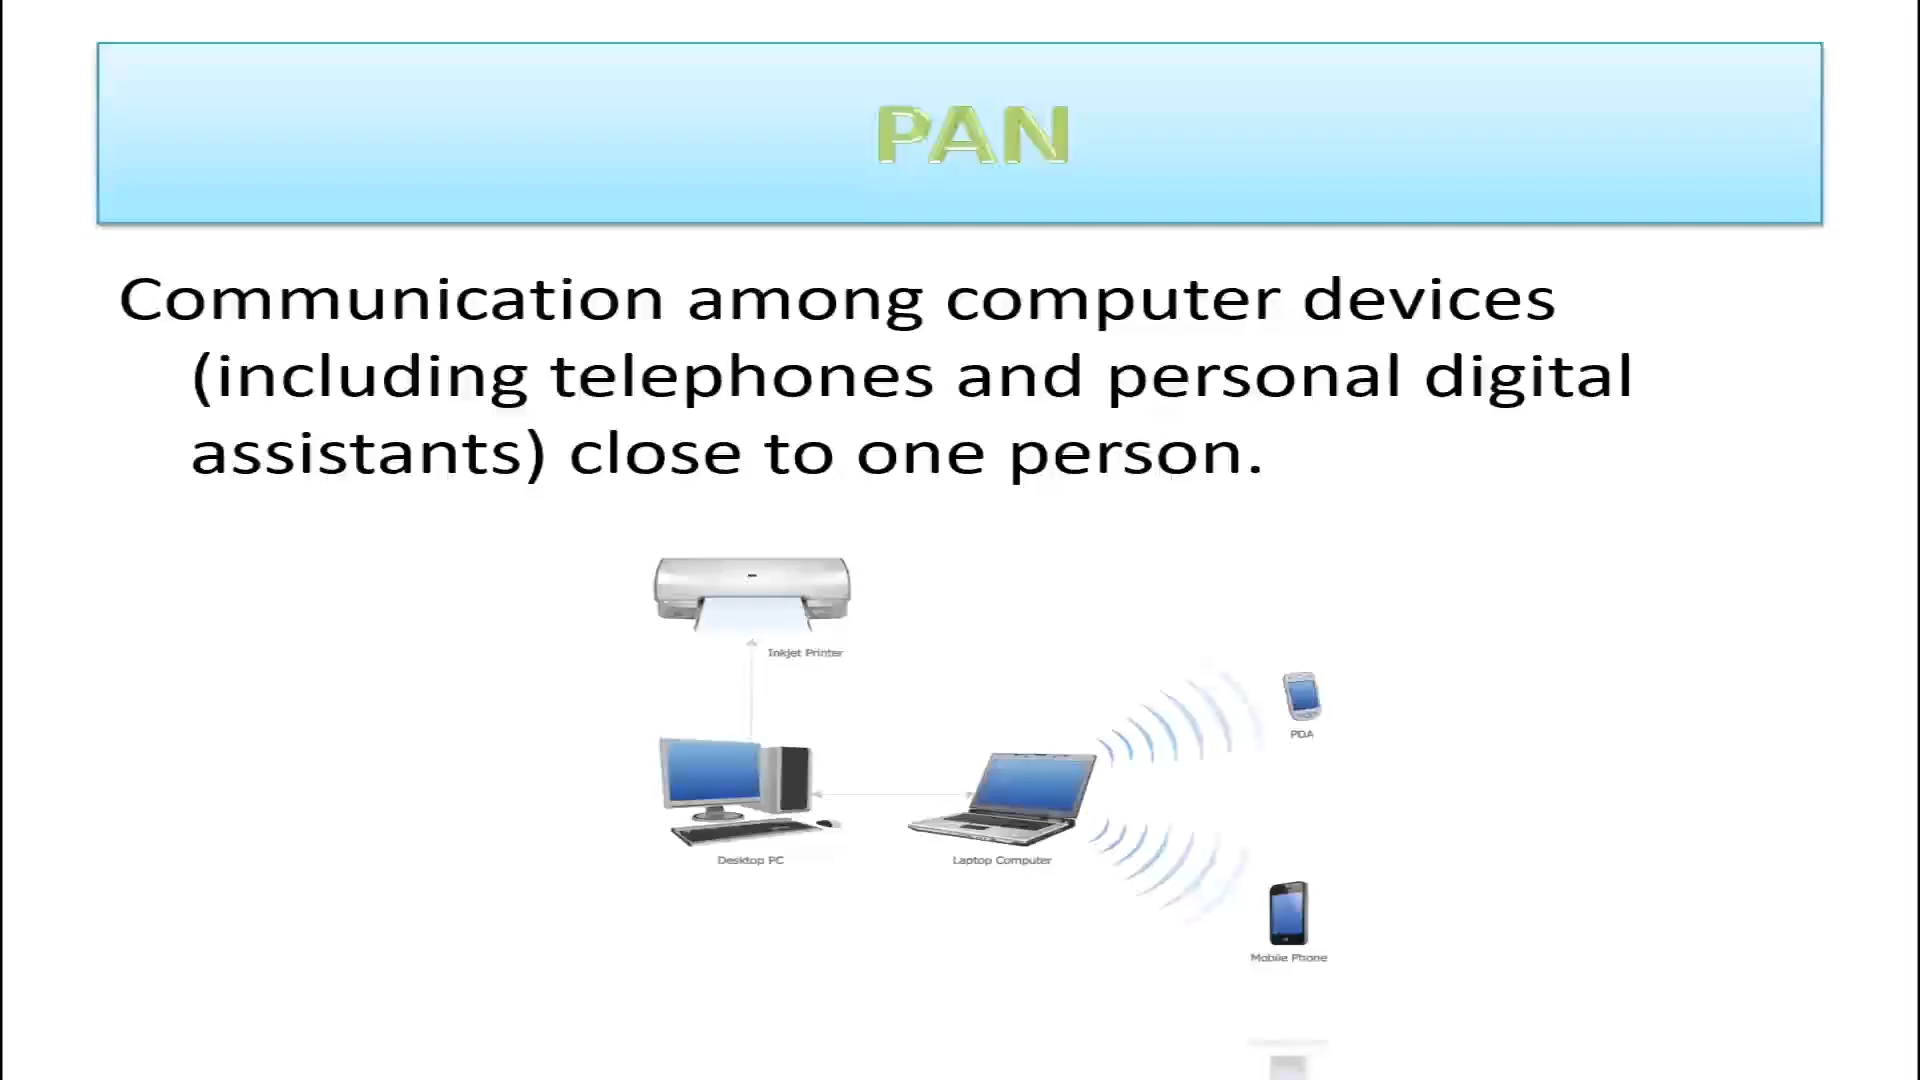 PAN
Communication among computer devices
(including telephones and personal digital
assistants) close to one person.
Inkjet Printer
PDA
Desktop PC
Laptop Computer
Mobile Phone